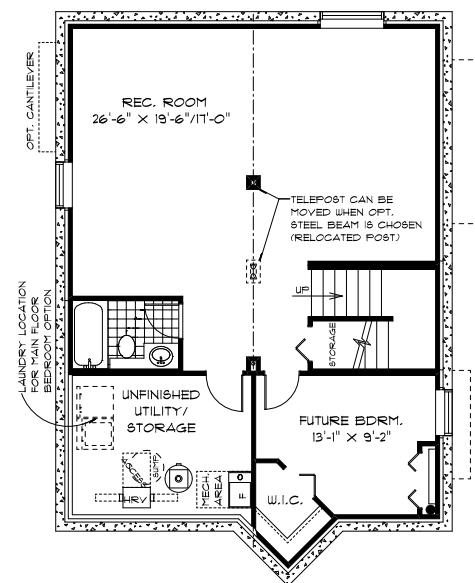 OPT. CANTILEVER
REC. ROOM
26'-6" X 19'-6"/17'-0"
TELEPOST CAN BE
MOVED WHEN OPT.
STEEL BEAM IS CHOSEN
(RELOCATED POST)
UP
STORAGE
LAUNDRY LOCATION
FOR MAIN FLOOR
BEDROOM OPTION
UNFINISHED
UTILITY/
STORAGE
FUTURE BDRM.
13'-1" X 9'-2"
ACCESS
(SUMP)
HRV
MECH.
AREA
F
W.I.C.